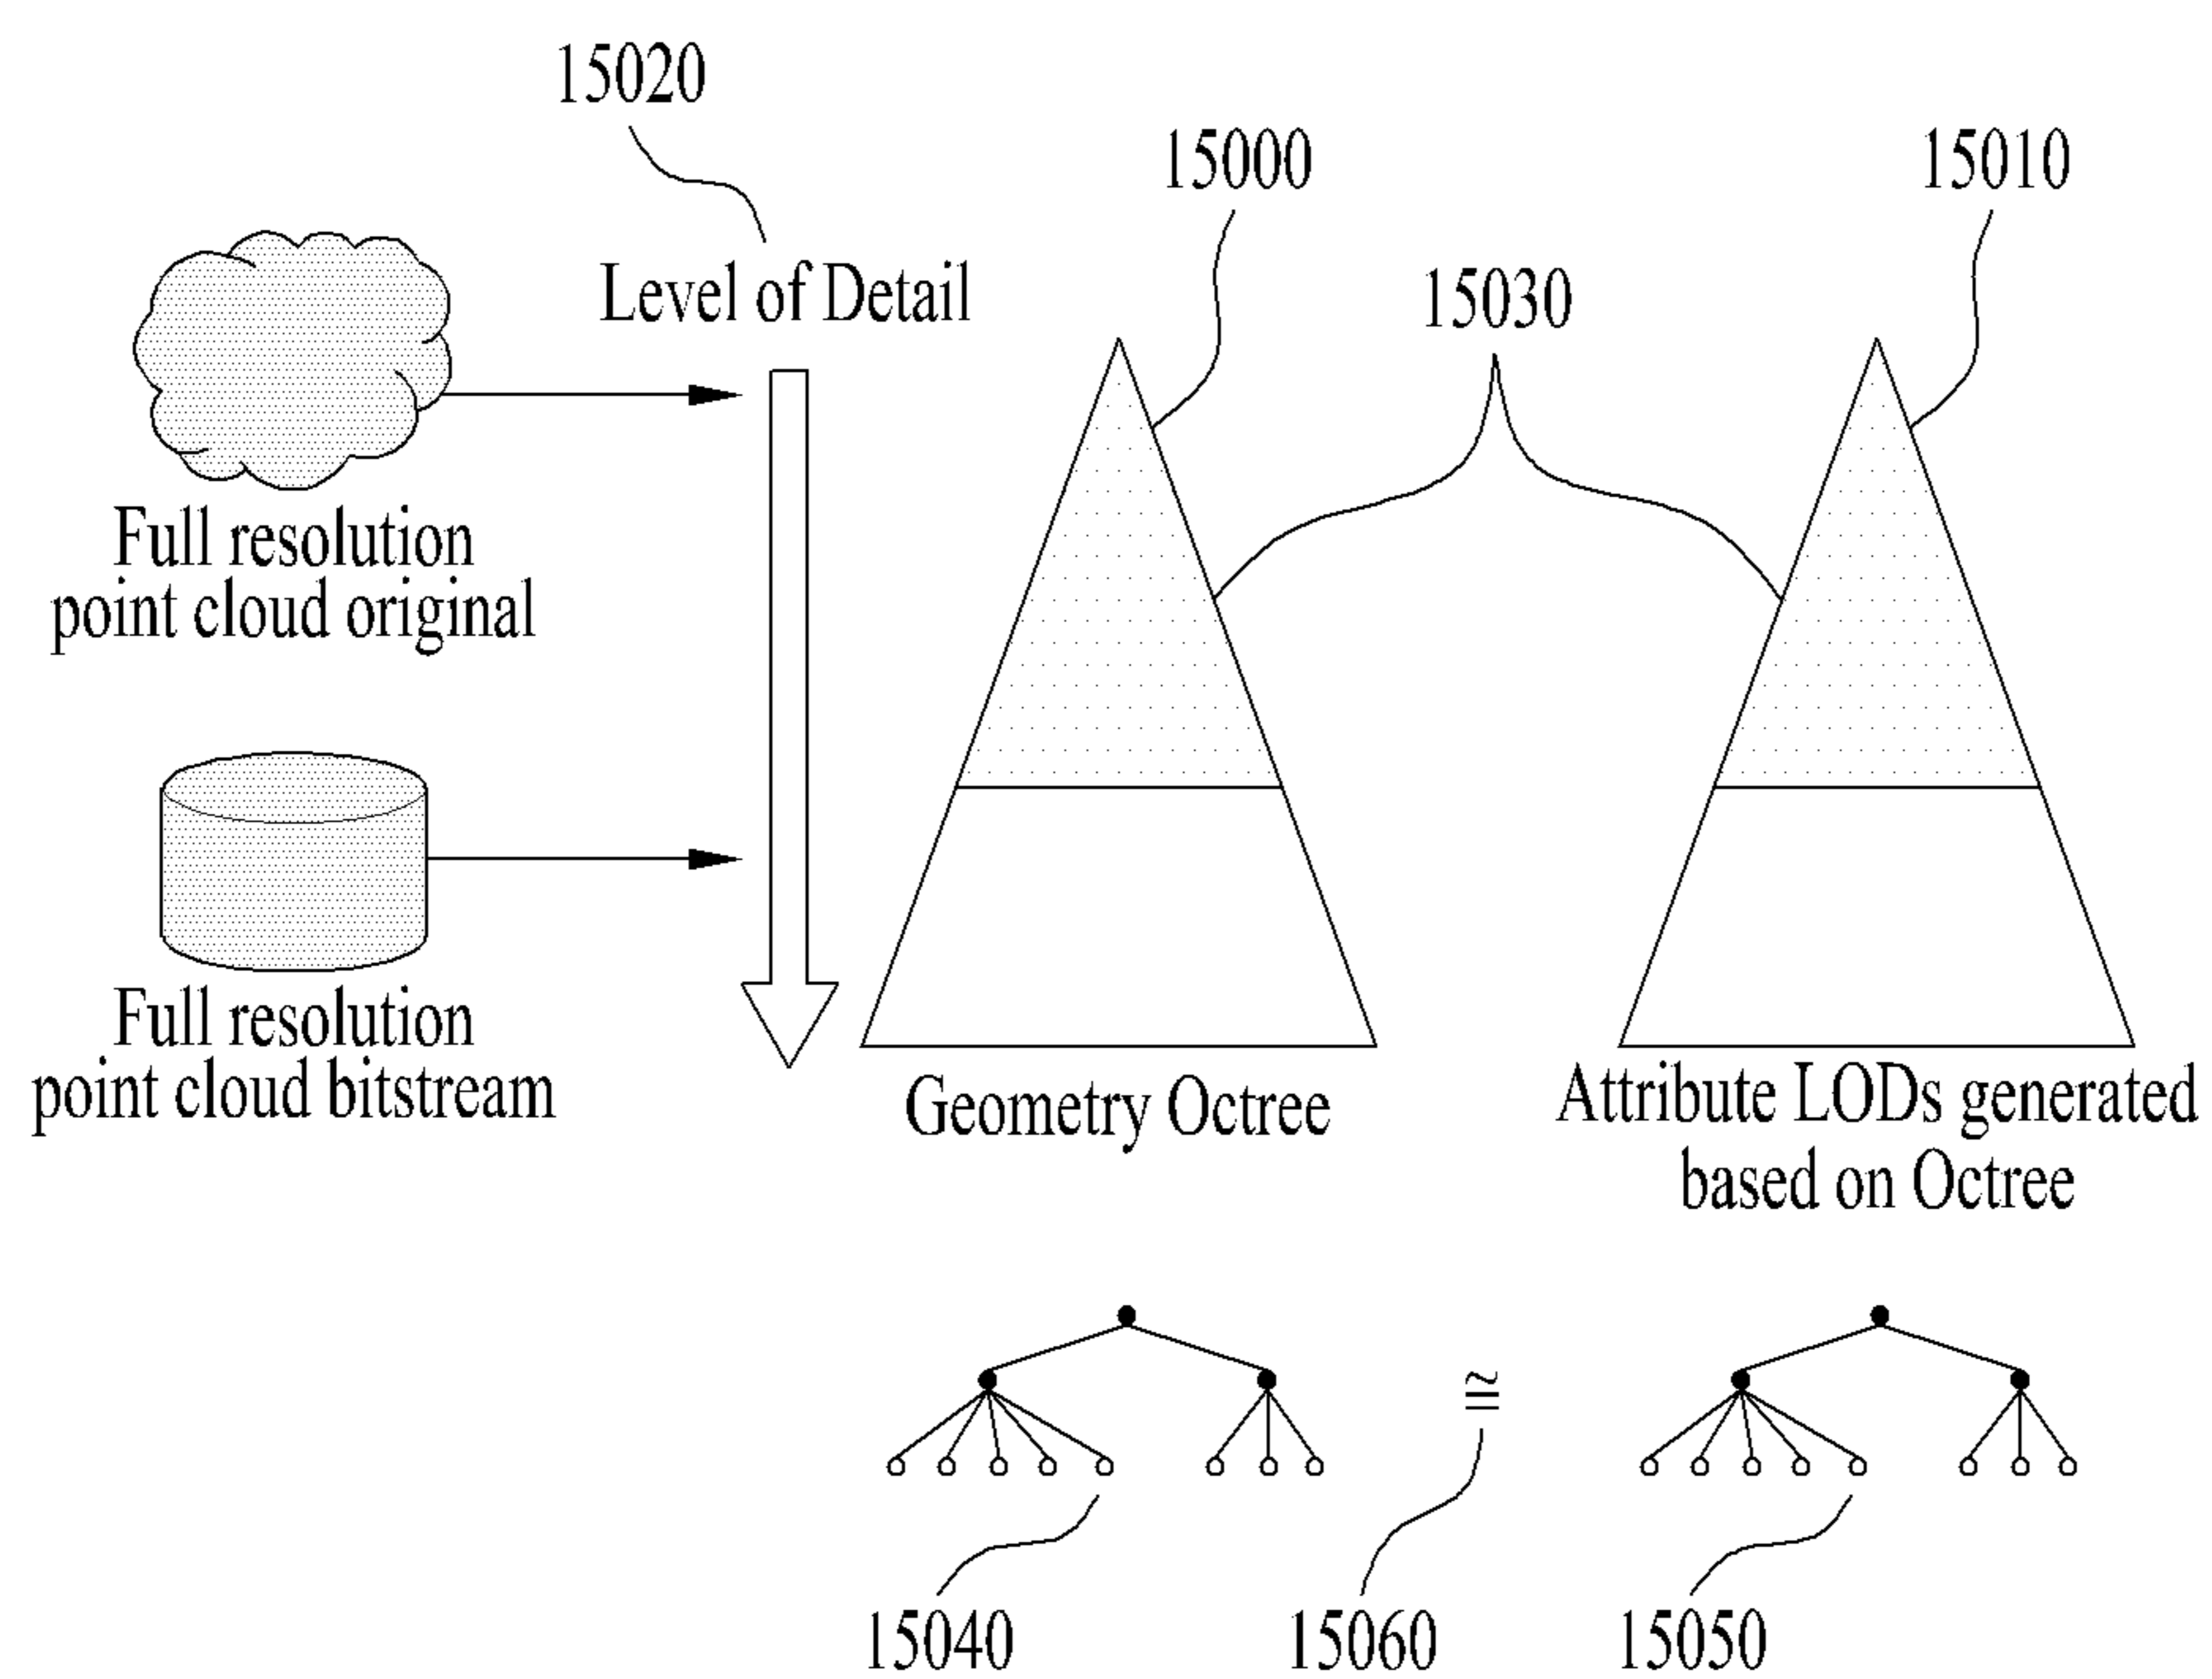 15020
15000
15010
15030
Level of Detail
Full resolution
point cloud original
Full resolution
point cloud bitstream
Geometry Octree
Attribute LODs generated
based on Octree
≅
15040
15060
15050